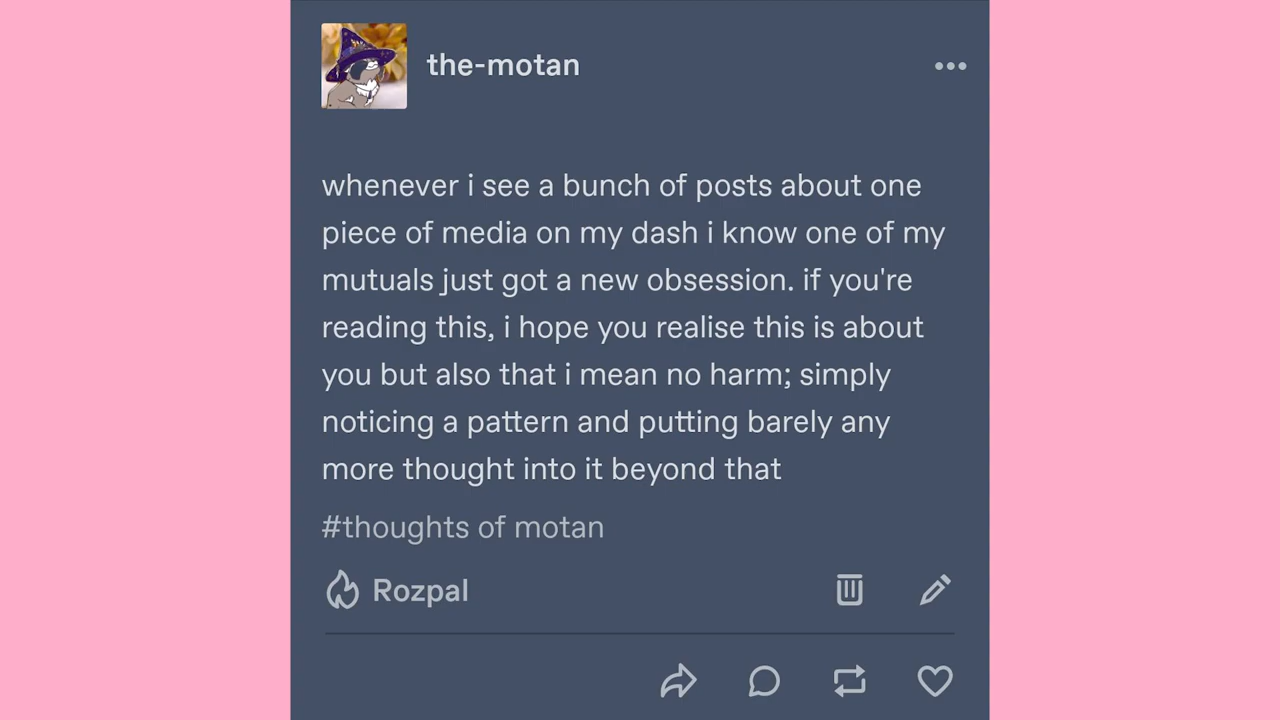 the-motan
whenever i see a bunch of posts about one
piece of media on my dash i know one of my
mutuals just got a new obsession. if you're
reading this, i hope you realise this is about
you but also that i mean no harm; simply
noticing a pattern and putting barely any
more thought into it beyond that
#thoughts of motan
Rozpal